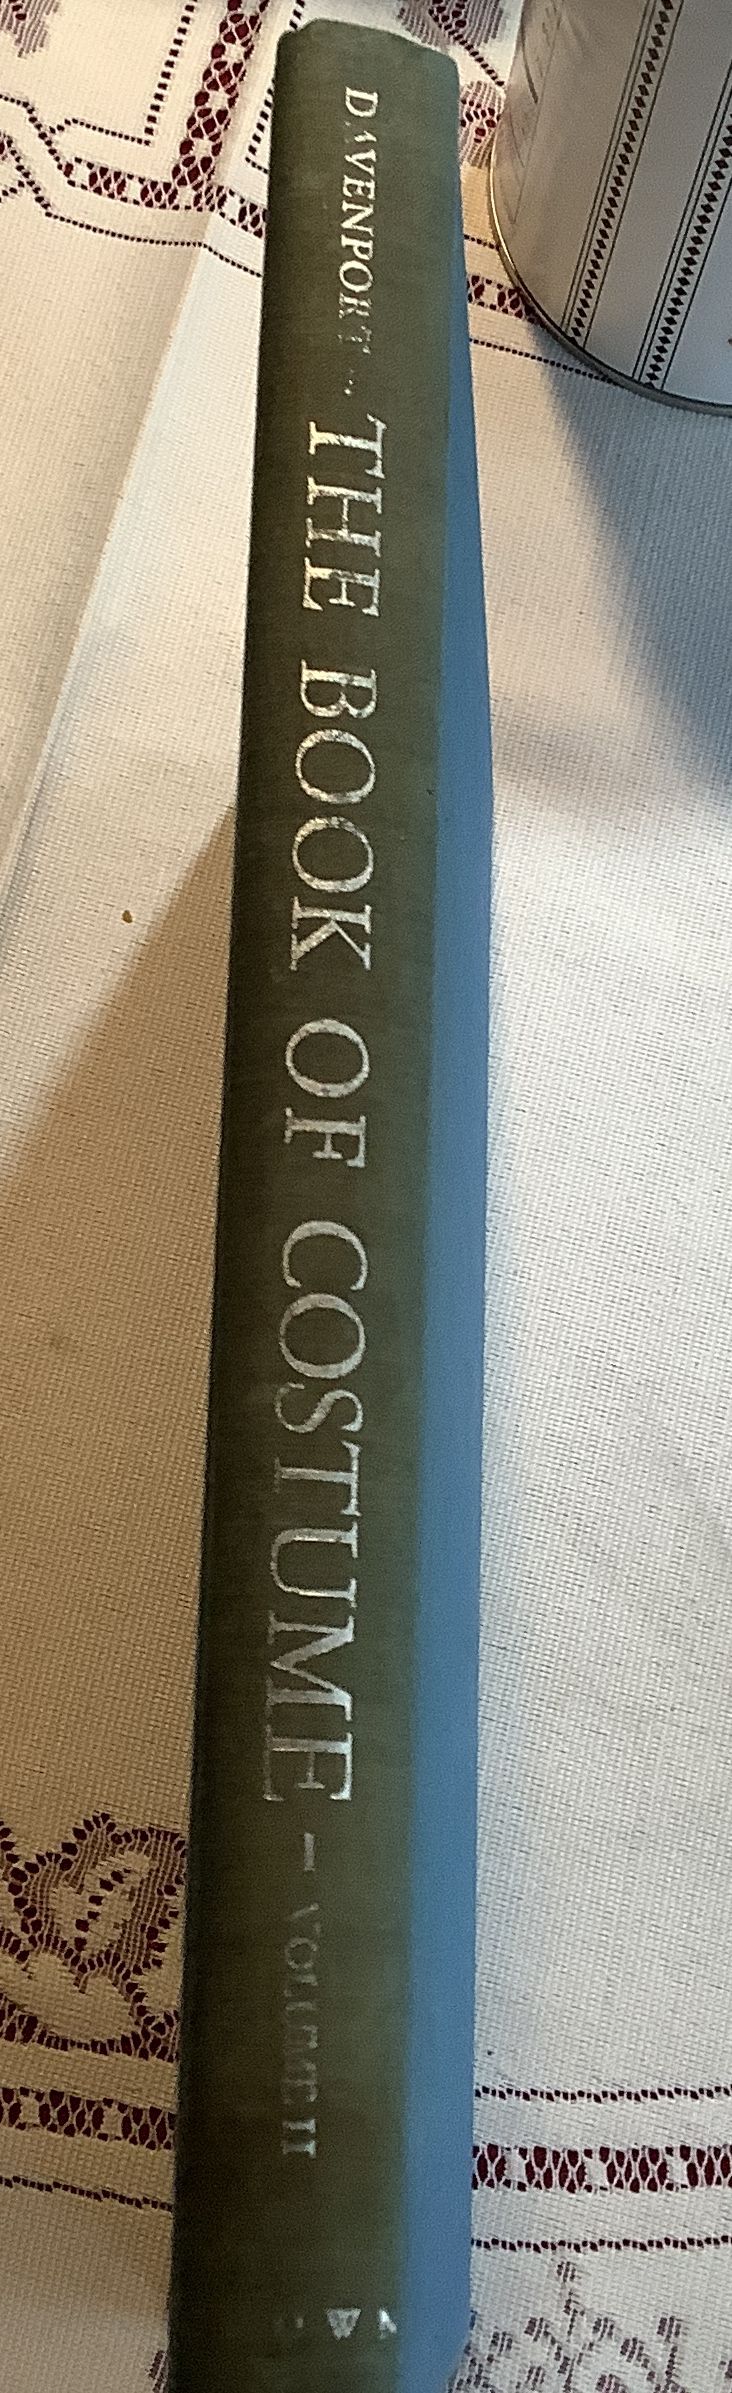 DAVENPORT
THE BOOK OF COSTUME – VOLUME II